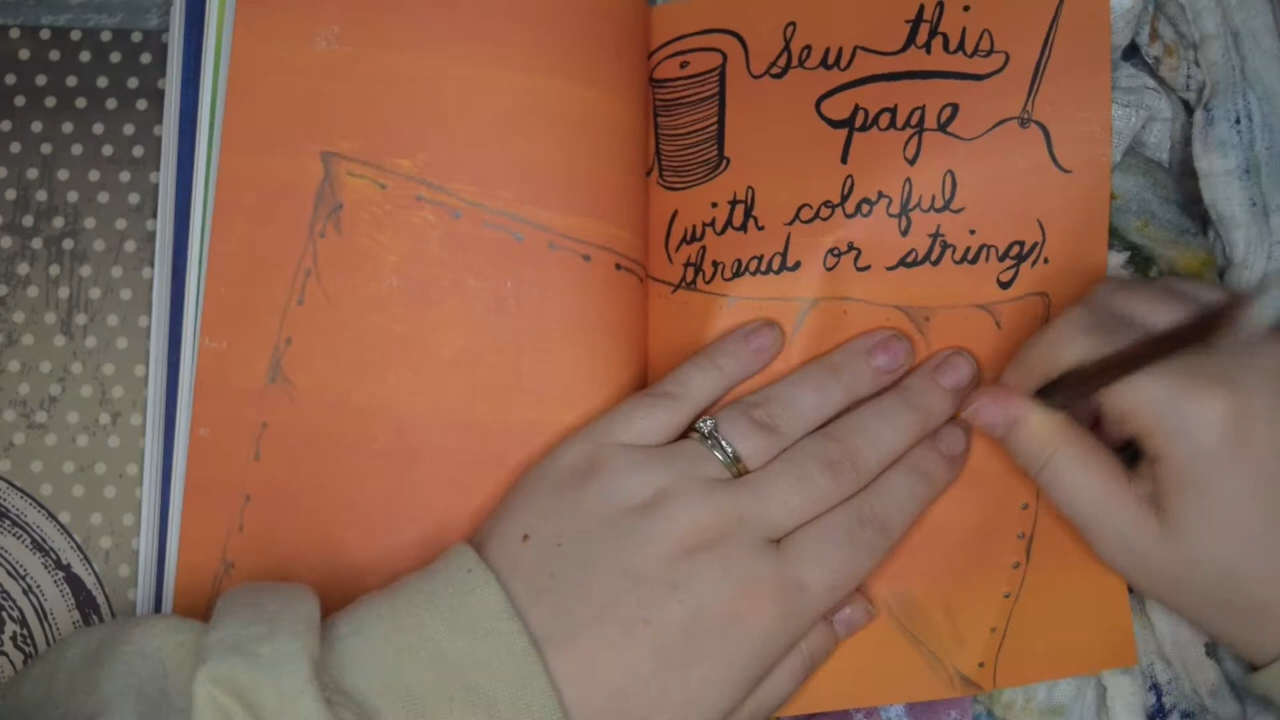 Sew this
page
(with colorful
thread or string).